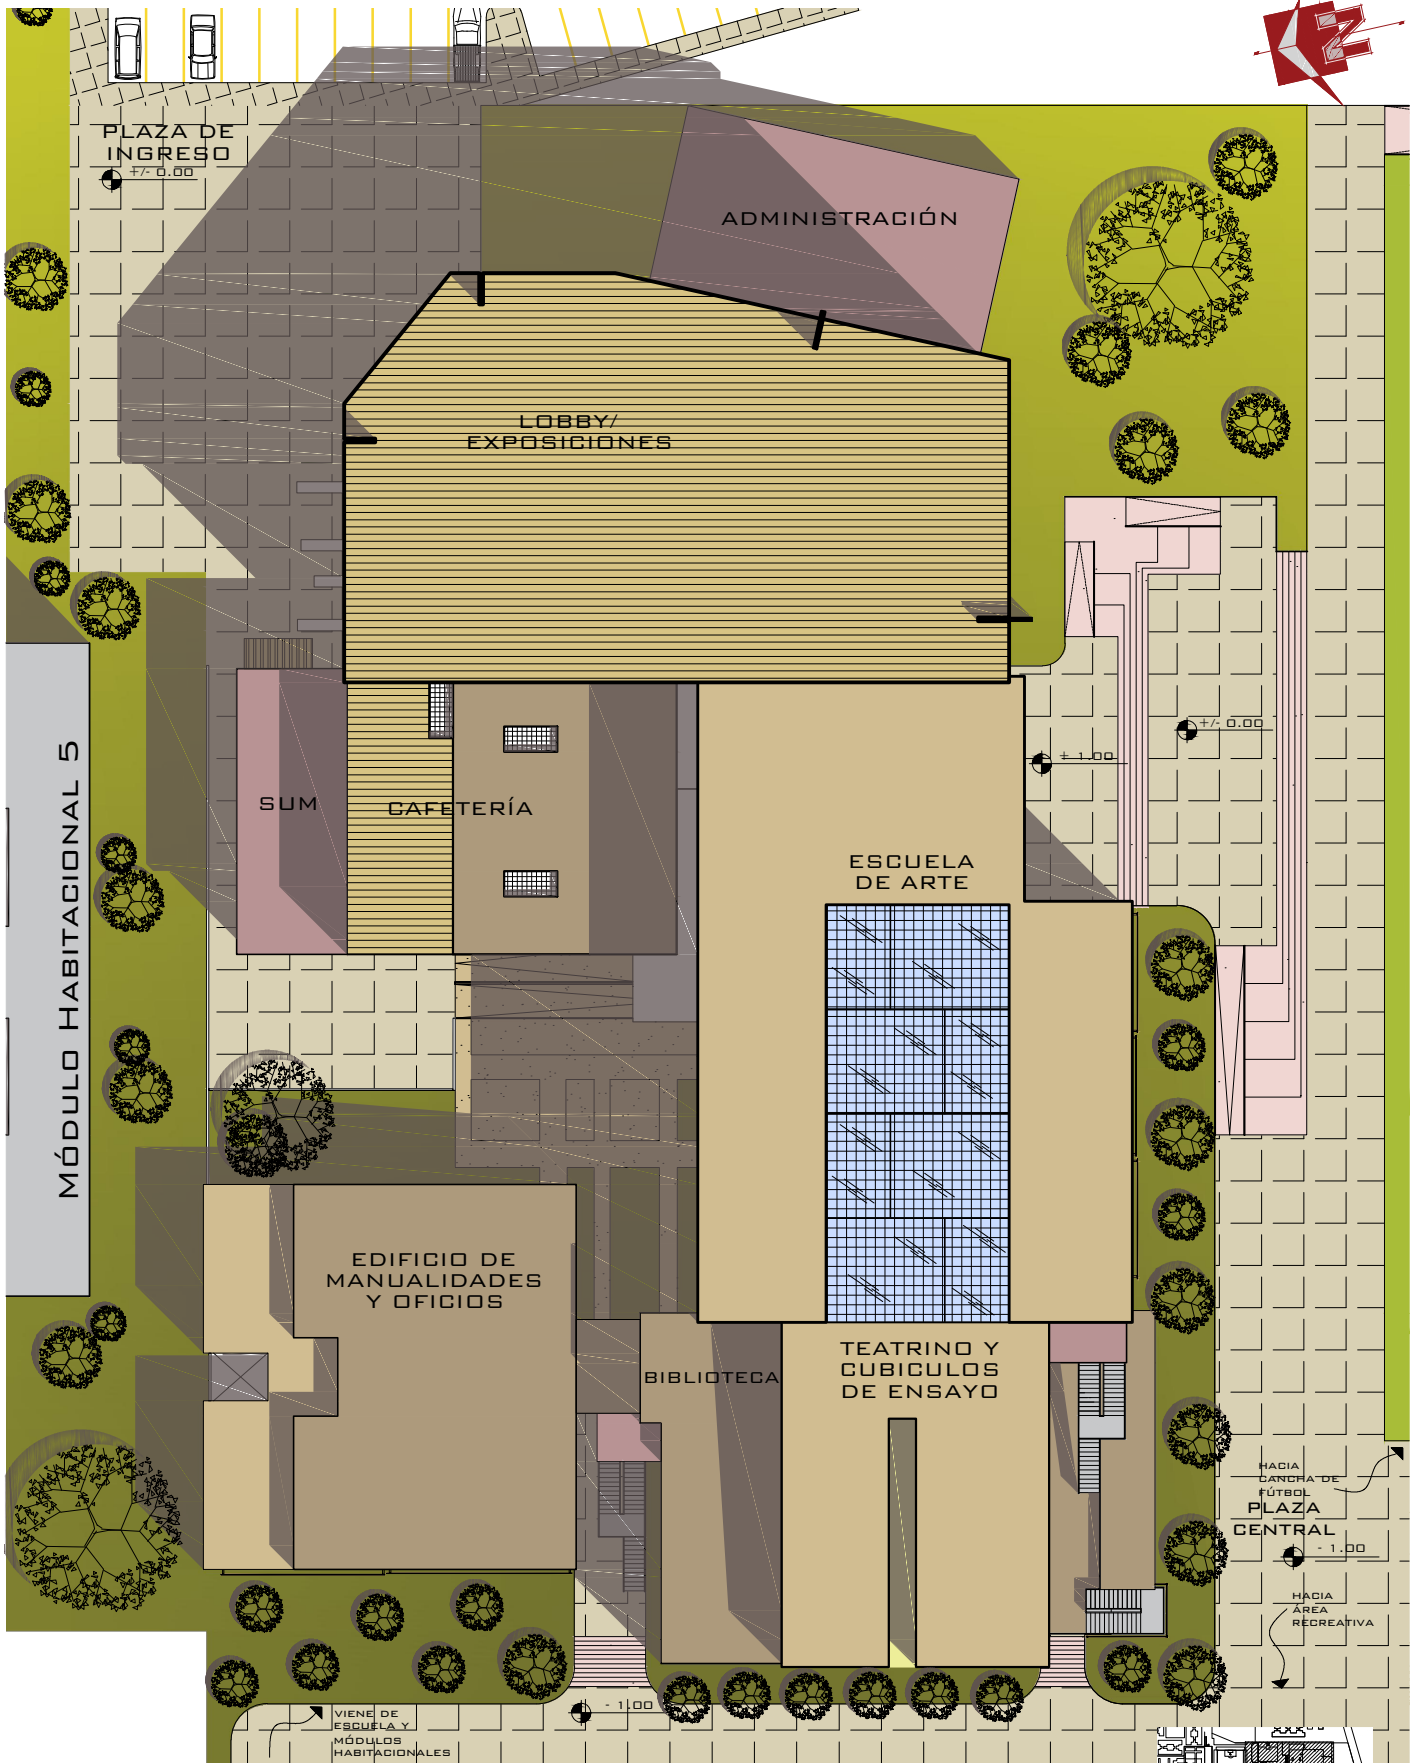 PLAZA DE
INGRESO
+/- 0.00
ADMINISTRACIÓN
LOBBY/
EXPOSICIONES
+/- 0.00
+ 1.00
MÓDULO HABITACIONAL 5
SUM
CAFETERÍA
ESCUELA
DE ARTE
EDIFICIO DE
MANUALIDADES
Y OFICIOS
BIBLIOTECA
TEATRINO Y
CUBICULOS
DE ENSAYO
HACIA
CANCHA DE
FÚTBOL
PLAZA
CENTRAL
- 1.00
HACIA
ÁREA
RECREATIVA
- 1.00
VIENE DE
ESCUELA Y
MÓDULOS
HABITACIONALES
N